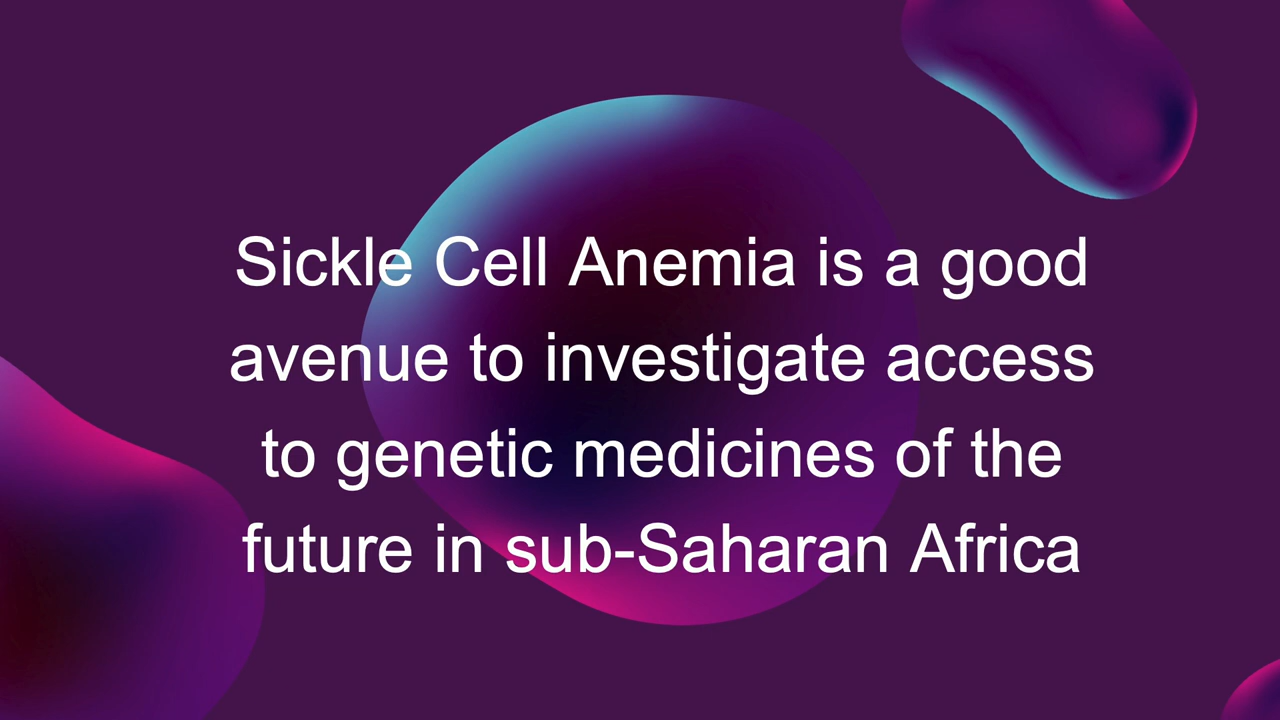 Sickle Cell Anemia is a good
avenue to investigate access
to genetic medicines of the
future in sub-Saharan Africa